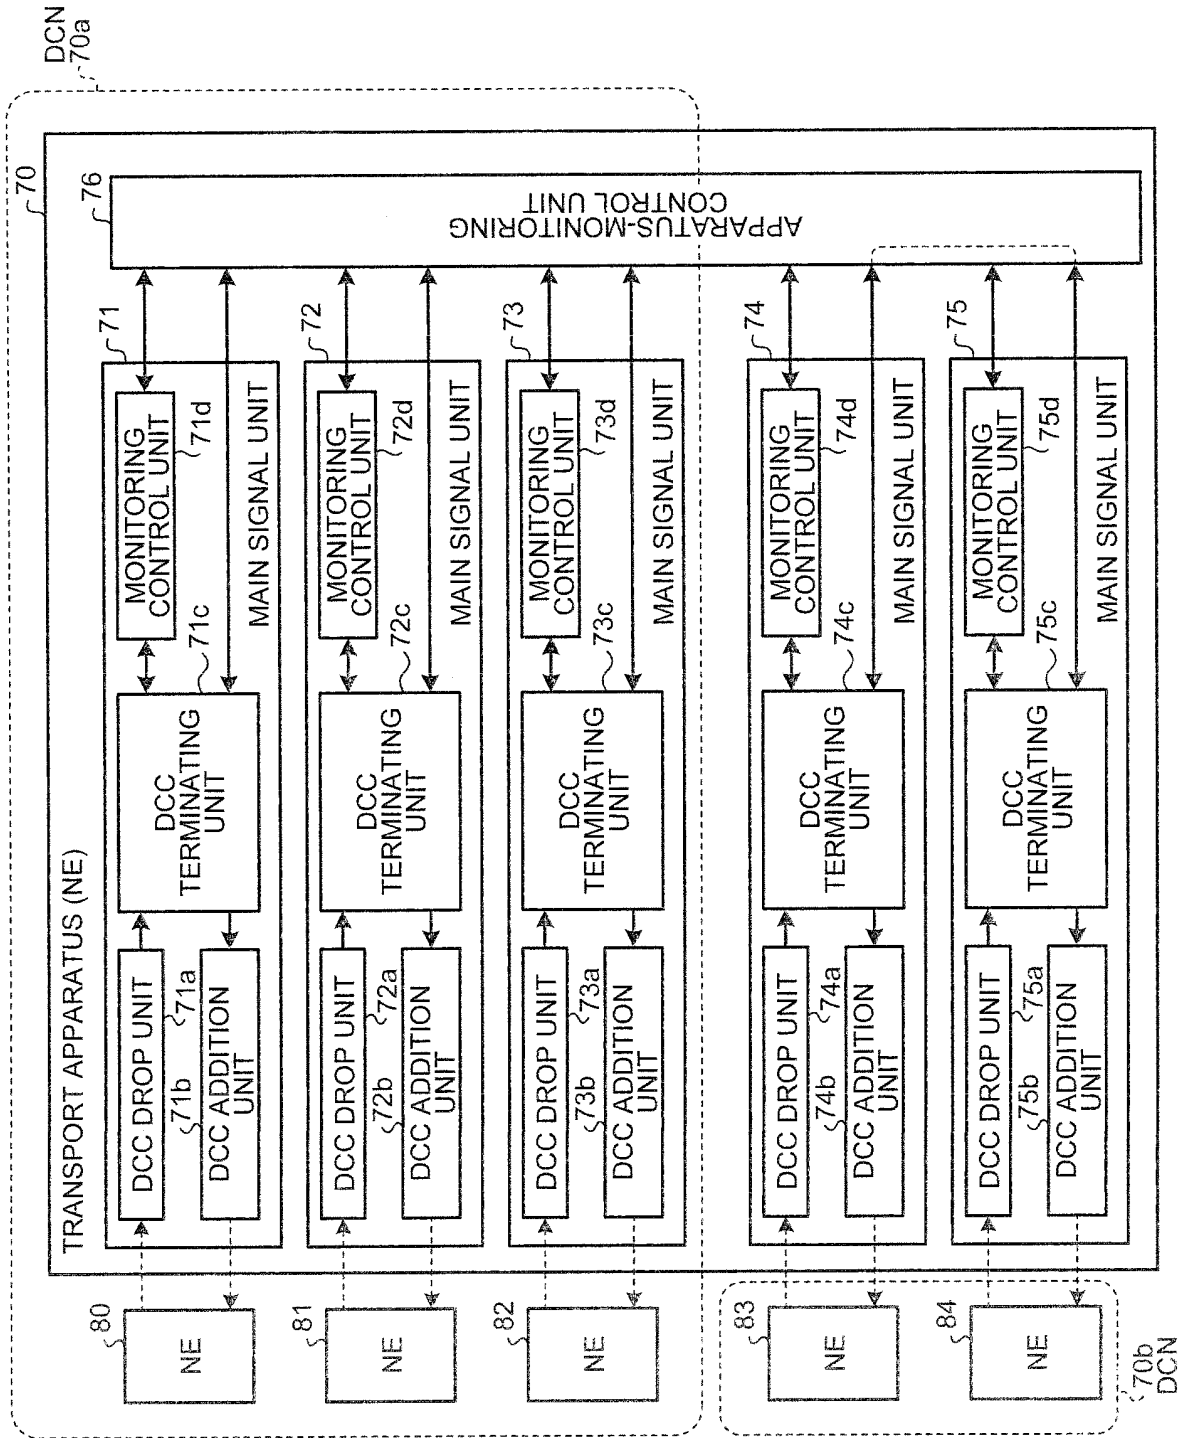 DCN
70a
70
TRANSPORT APPARATUS (NE)
76
APPARATUS-MONITORING
CONTROL UNIT
80
NE
71
DCC DROP UNIT
71a
71b
DCC ADDITION
UNIT
DCC
TERMINATING
UNIT
71c
MONITORING
CONTROL UNIT
71d
MAIN SIGNAL UNIT
81
NE
72
DCC DROP UNIT
72a
72b
DCC ADDITION
UNIT
DCC
TERMINATING
UNIT
72c
MONITORING
CONTROL UNIT
72d
MAIN SIGNAL UNIT
82
NE
73
DCC DROP UNIT
73a
73b
DCC ADDITION
UNIT
DCC
TERMINATING
UNIT
73c
MONITORING
CONTROL UNIT
73d
MAIN SIGNAL UNIT
83
NE
74
DCC DROP UNIT
74a
74b
DCC ADDITION
UNIT
DCC
TERMINATING
UNIT
74c
MONITORING
CONTROL UNIT
74d
MAIN SIGNAL UNIT
84
NE
75
DCC DROP UNIT
75a
75b
DCC ADDITION
UNIT
DCC
TERMINATING
UNIT
75c
MONITORING
CONTROL UNIT
75d
MAIN SIGNAL UNIT
70b
DCN